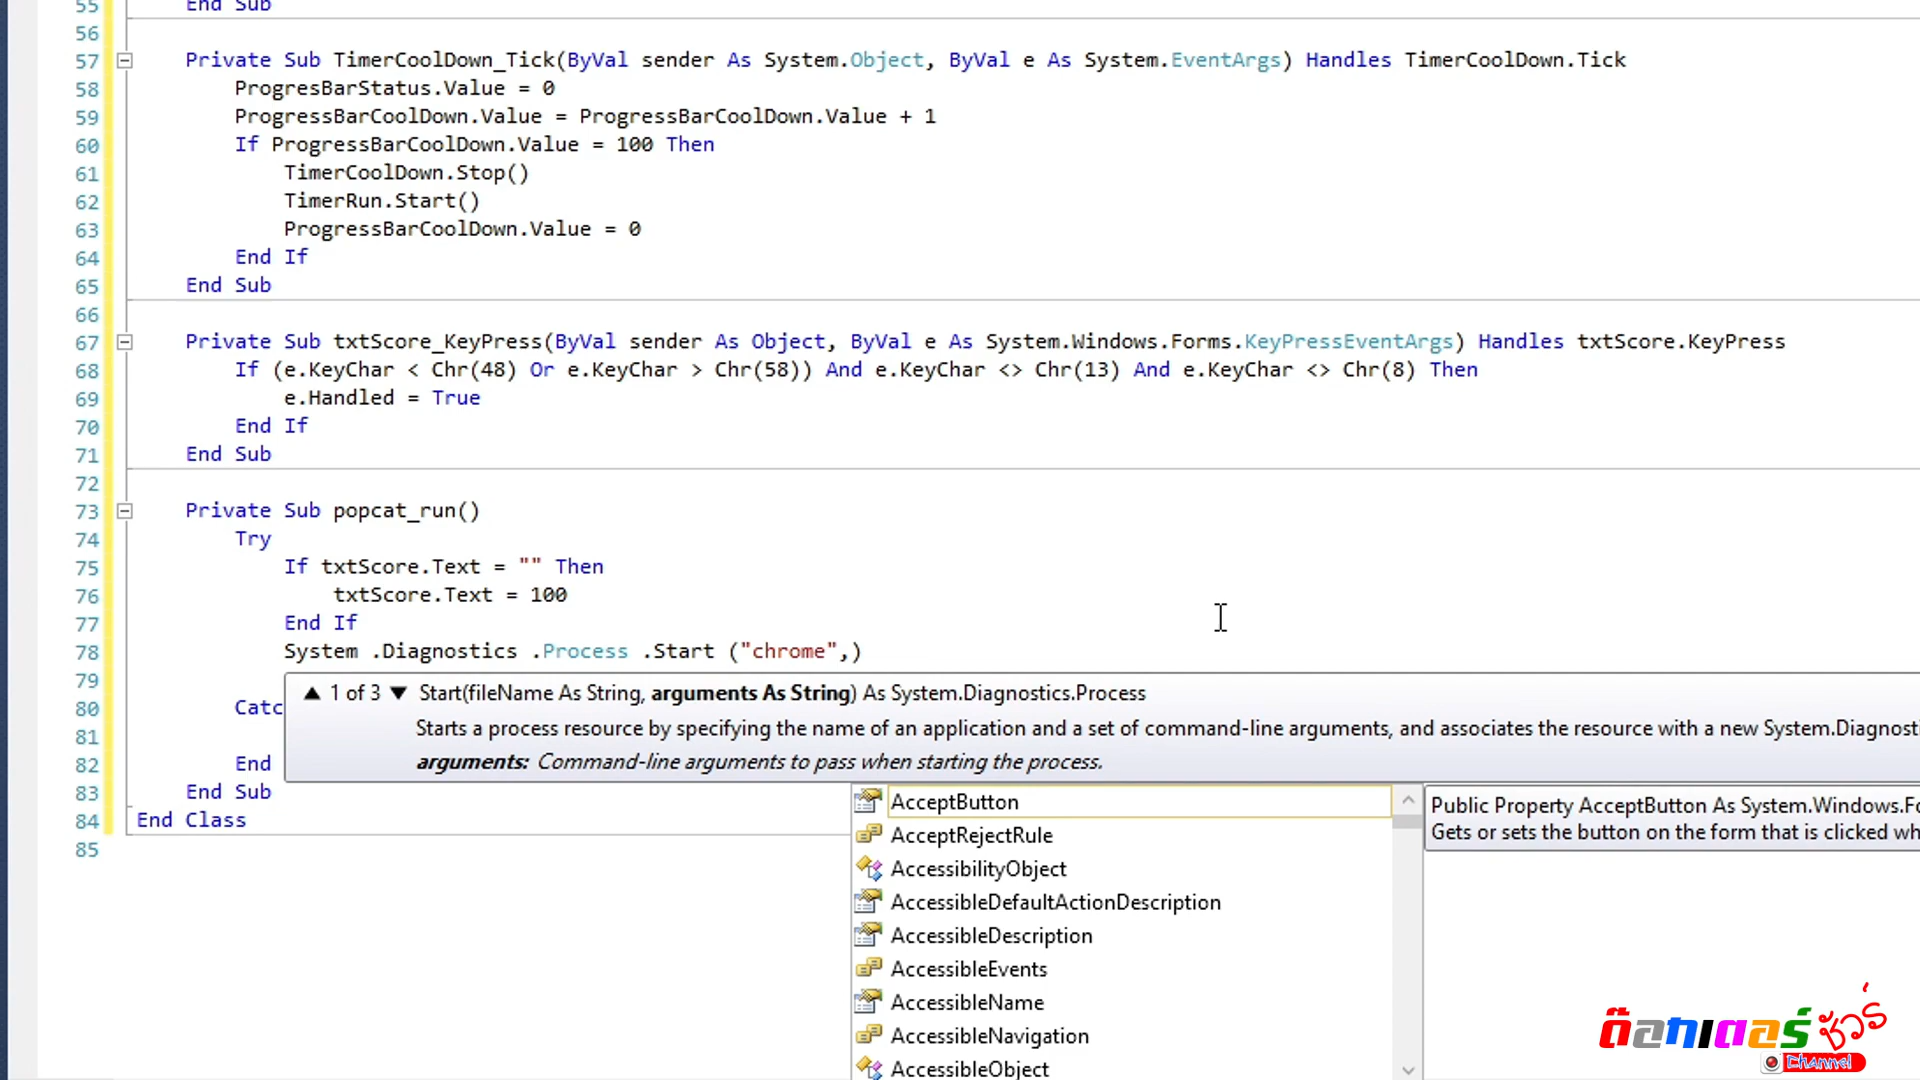 55 End Sub
56
57 Private Sub TimerCoolDown_Tick(ByVal sender As System.Object, ByVal e As System.EventArgs) Handles TimerCoolDown.Tick
58 ProgresBarStatus.Value = 0
59 ProgressBarCoolDown.Value = ProgressBarCoolDown.Value + 1
60 If ProgressBarCoolDown.Value = 100 Then
61 TimerCoolDown.Stop()
62 TimerRun.Start()
63 ProgressBarCoolDown.Value = 0
64 End If
65 End Sub
66
67 Private Sub txtScore_KeyPress(ByVal sender As Object, ByVal e As System.Windows.Forms.KeyPressEventArgs) Handles txtScore.KeyPress
68 If (e.KeyChar < Chr(48) Or e.KeyChar > Chr(58)) And e.KeyChar <> Chr(13) And e.KeyChar <> Chr(8) Then
69 e.Handled = True
70 End If
71 End Sub
72
73 Private Sub popcat_run()
74 Try
75 If txtScore.Text = "" Then
76 txtScore.Text = 100
77 End If
78 System .Diagnostics .Process .Start ("chrome",)
79
80 Catc
81
82 End
83 End Sub
84 End Class
85
▲ 1 of 3 ▼ Start(fileName As String, arguments As String) As System.Diagnostics.Process
Starts a process resource by specifying the name of an application and a set of command-line arguments, and associates the resource with a new System.Diagnosti
arguments: Command-line arguments to pass when starting the process.
AcceptButton
AcceptRejectRule
AccessibilityObject
AccessibleDefaultActionDescription
AccessibleDescription
AccessibleEvents
AccessibleName
AccessibleNavigation
AccessibleObject
Public Property AcceptButton As System.Windows.Fo
Gets or sets the button on the form that is clicked wh
ด๊อกเตอร์ ชัวร์
Channel